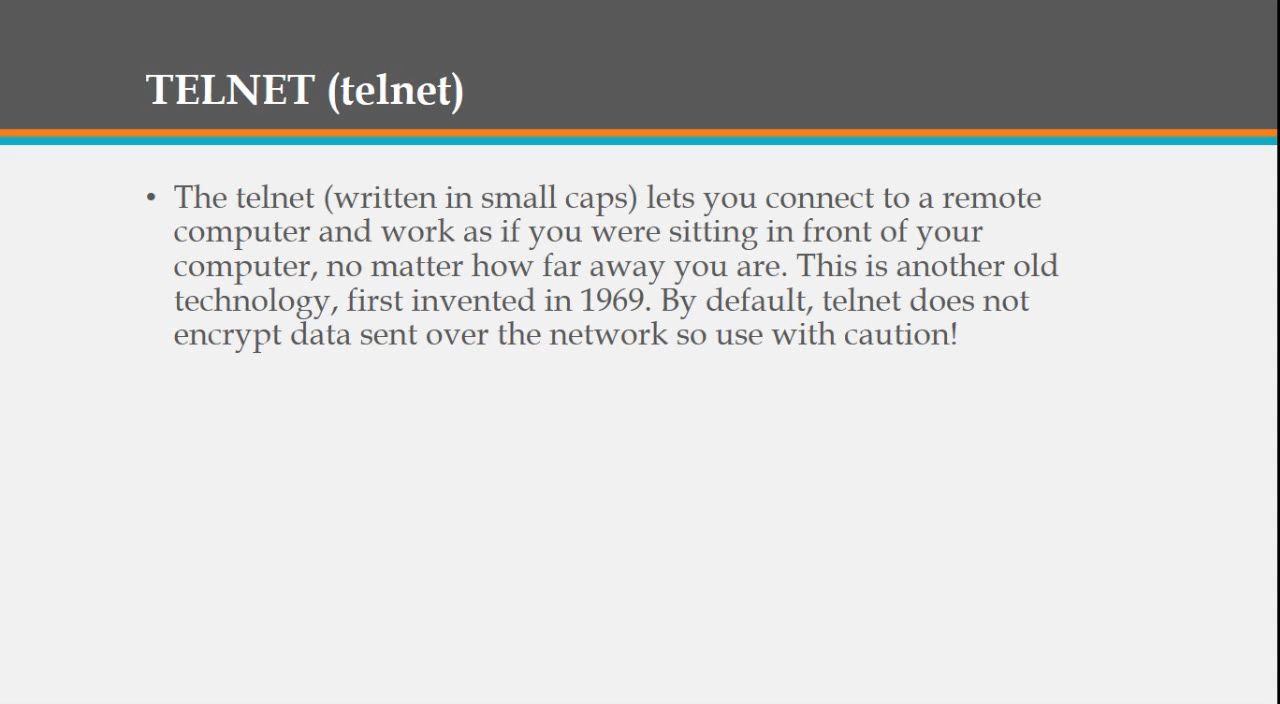 TELNET (telnet)
• The telnet (written in small caps) lets you connect to a remote
computer and work as if you were sitting in front of your
computer, no matter how far away you are. This is another old
technology, first invented in 1969. By default, telnet does not
encrypt data sent over the network so use with caution!